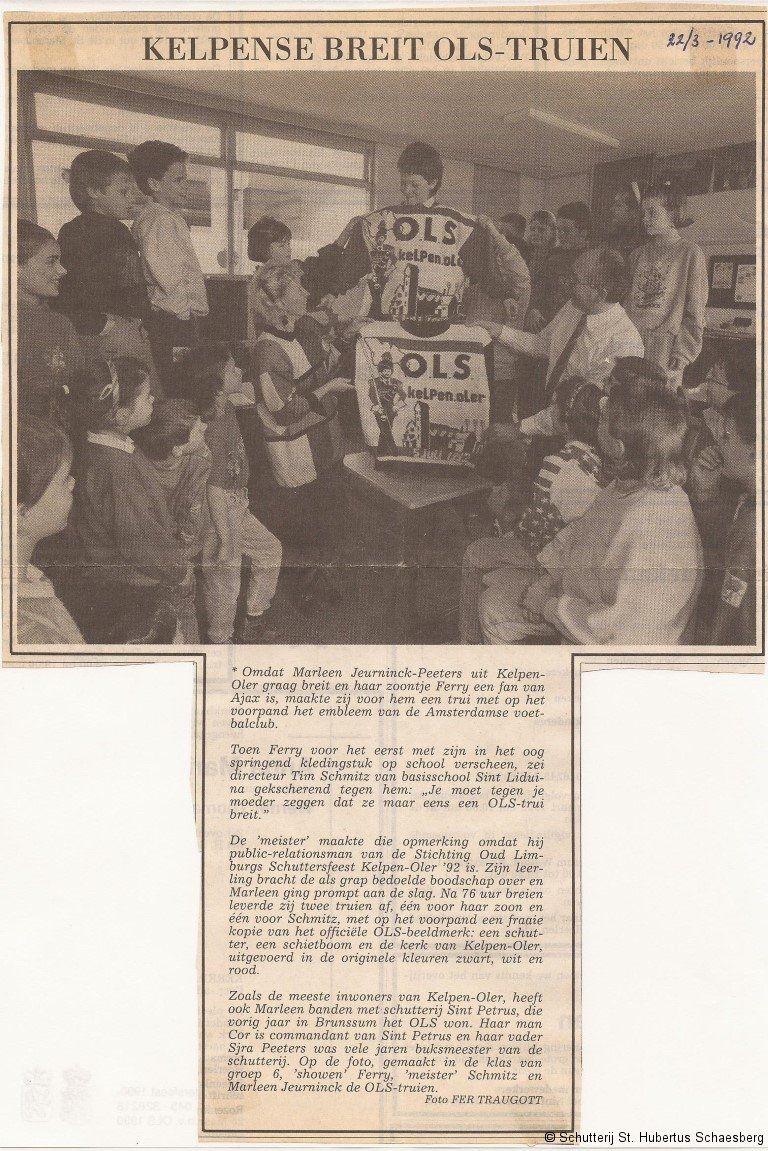 KELPENSE BREIT OLS-TRUIEN
22/3-1992
O.L.S
kelPen.oler
O.L.S
kelPen.oler
* Omdat Marleen Jeurninck-Peeters uit Kelpen-
Oler graag breit en haar zoontje Ferry een fan van
Ajax is, maakte zij voor hem een trui met op het
voorpand het embleem van de Amsterdamse voet-
balclub.
Toen Ferry voor het eerst met zijn in het oog
springend kledingstuk op school verscheen, zei
directeur Tim Schmitz van basisschool Sint Lidui-
na gekscherend tegen hem: „Je moet tegen je
moeder zeggen dat ze maar eens een OLS-trui
breit.”
De ’meister’ maakte die opmerking omdat hij
public-relationsman van de Stichting Oud Lim-
burgs Schuttersfeest Kelpen-Oler ’92 is. Zijn leer-
ling bracht de als grap bedoelde boodschap over en
Marleen ging prompt aan de slag. Na 76 uur breien
leverde zij twee truien af, één voor haar zoon en
één voor Schmitz, met op het voorpand een fraaie
kopie van het officiële OLS-beeldmerk: een schut-
ter, een schietboom en de kerk van Kelpen-Oler,
uitgevoerd in de originele kleuren zwart, wit en
rood.
Zoals de meeste inwoners van Kelpen-Oler, heeft
ook Marleen banden met schutterij Sint Petrus, die
vorig jaar in Brunssum het OLS won. Haar man
Cor is commandant van Sint Petrus en haar vader
Sjra Peeters was vele jaren buksmeester van de
schutterij. Op de foto, gemaakt in de klas van
groep 6, ’showen’ Ferry, ’meister’ Schmitz en
Marleen Jeurninck de OLS-truien.
Foto FER TRAUGOTT
© Schutterij St. Hubertus Schaesberg